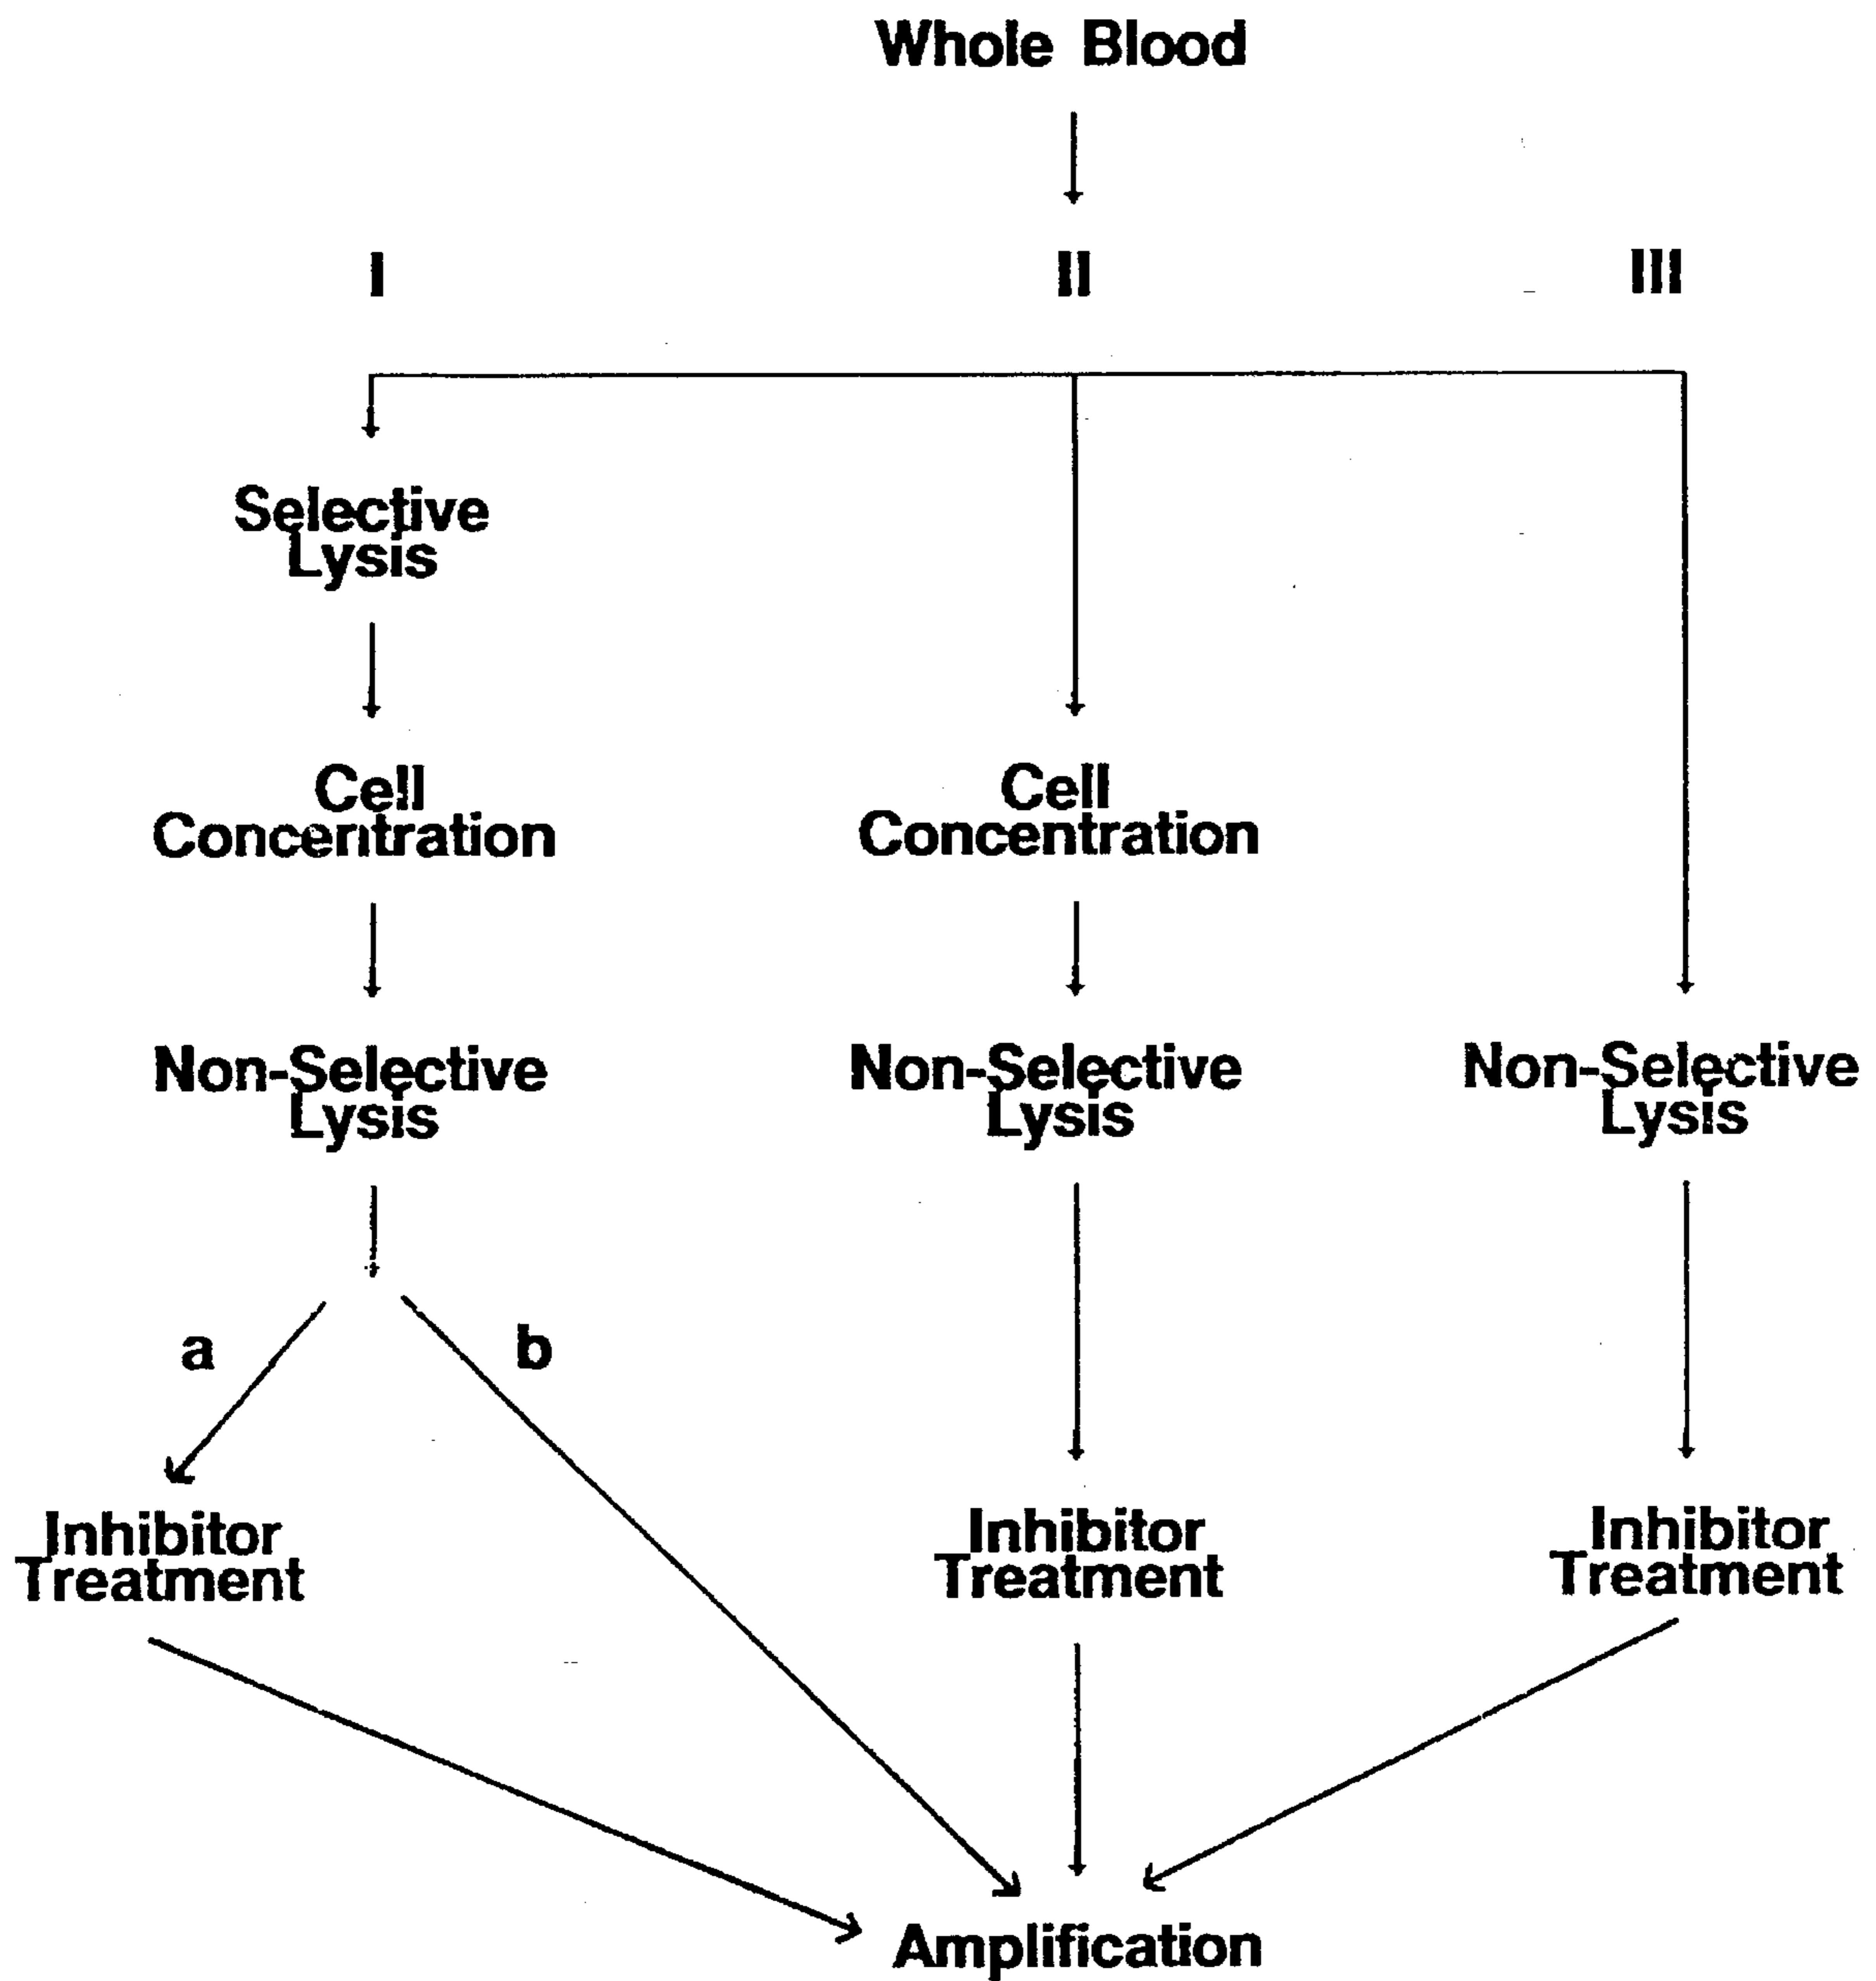 Whole Blood
I
II
III
Selective
Lysis
Cell
Concentration
Cell
Concentration
Non-Selective
Lysis
Non-Selective
Lysis
Non-Selective
Lysis
a
b
Inhibitor
Treatment
Inhibitor
Treatment
Inhibitor
Treatment
Amplification